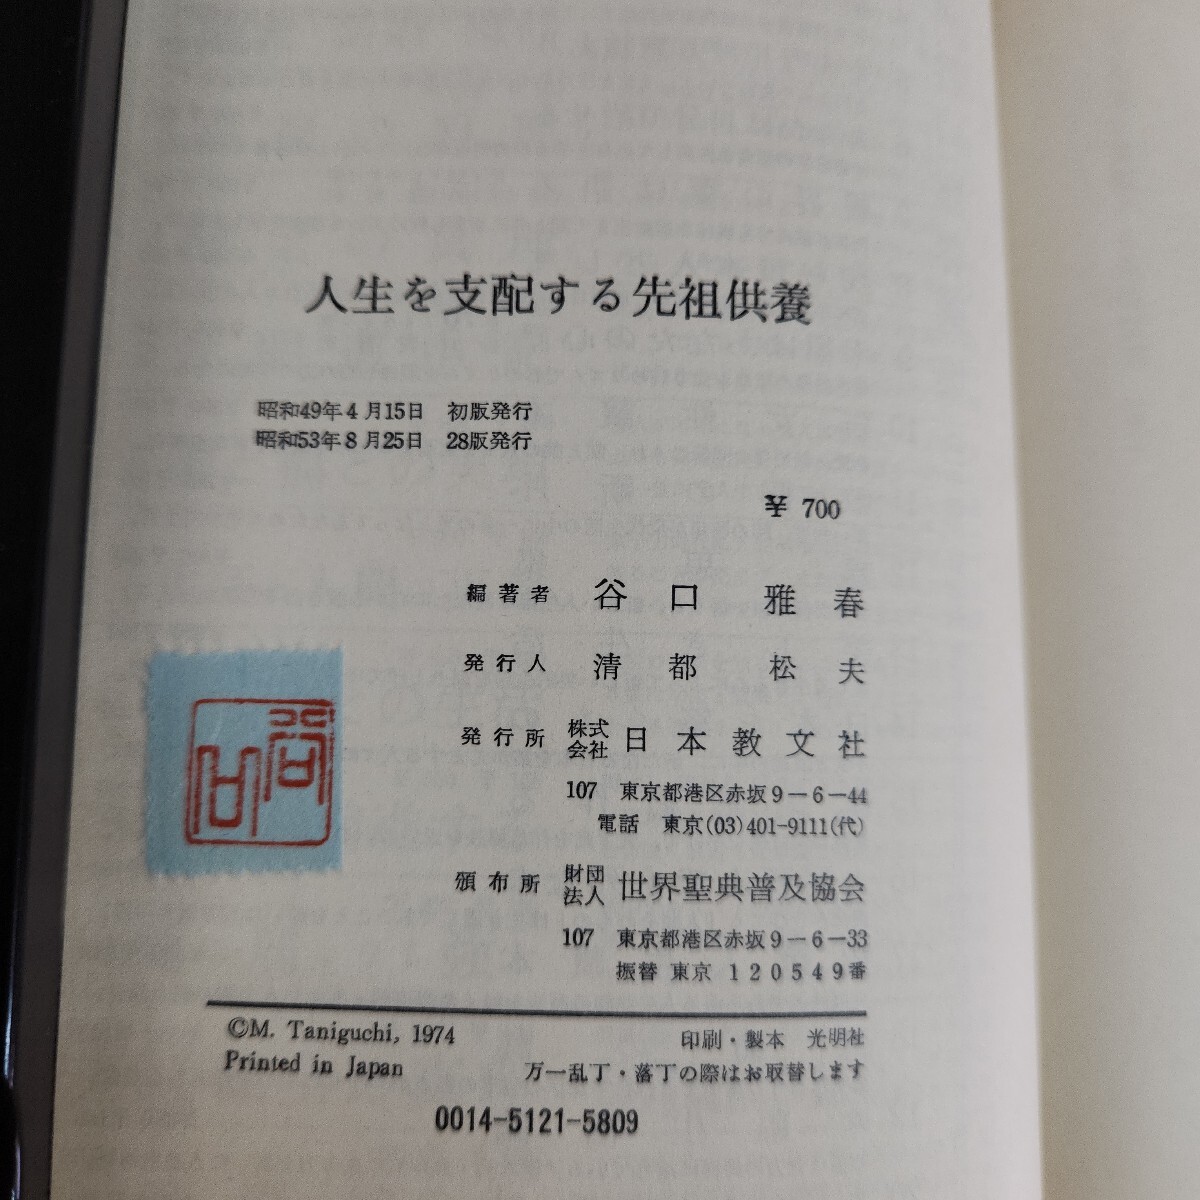 人生を支配する先祖供養
昭和49年4月15日 初版発行
昭和53年8月25日 28版発行
¥ 700
編著者 谷口雅春
発行人 清都松夫
発行所 株式会社 日本教文社
107 東京都港区赤坂9−6−44
電話 東京(03)401-9111(代)
頒布所 財団法人 世界聖典普及協会
107 東京都港区赤坂9−6−33
振替 東京 120549番
©M. Taniguchi, 1974
Printed in Japan
印刷・製本 光明社
万一乱丁・落丁の際はお取替します
0014-5121-5809